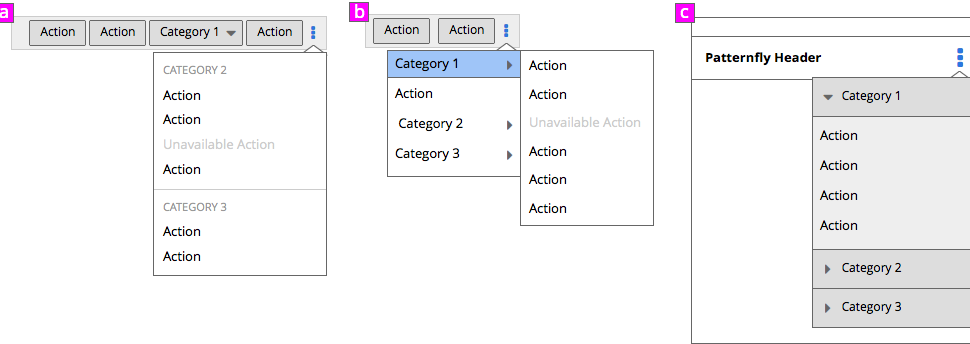 a
Action Action Category 1 Action
CATEGORY 2
Action
Action
Unavailable Action
Action
CATEGORY 3
Action
Action
b
Action Action
Category 1
Action
Category 2
Category 3
Action
Action
Unavailable Action
Action
Action
Action
c
Patternfly Header
Category 1
Action
Action
Action
Action
Category 2
Category 3